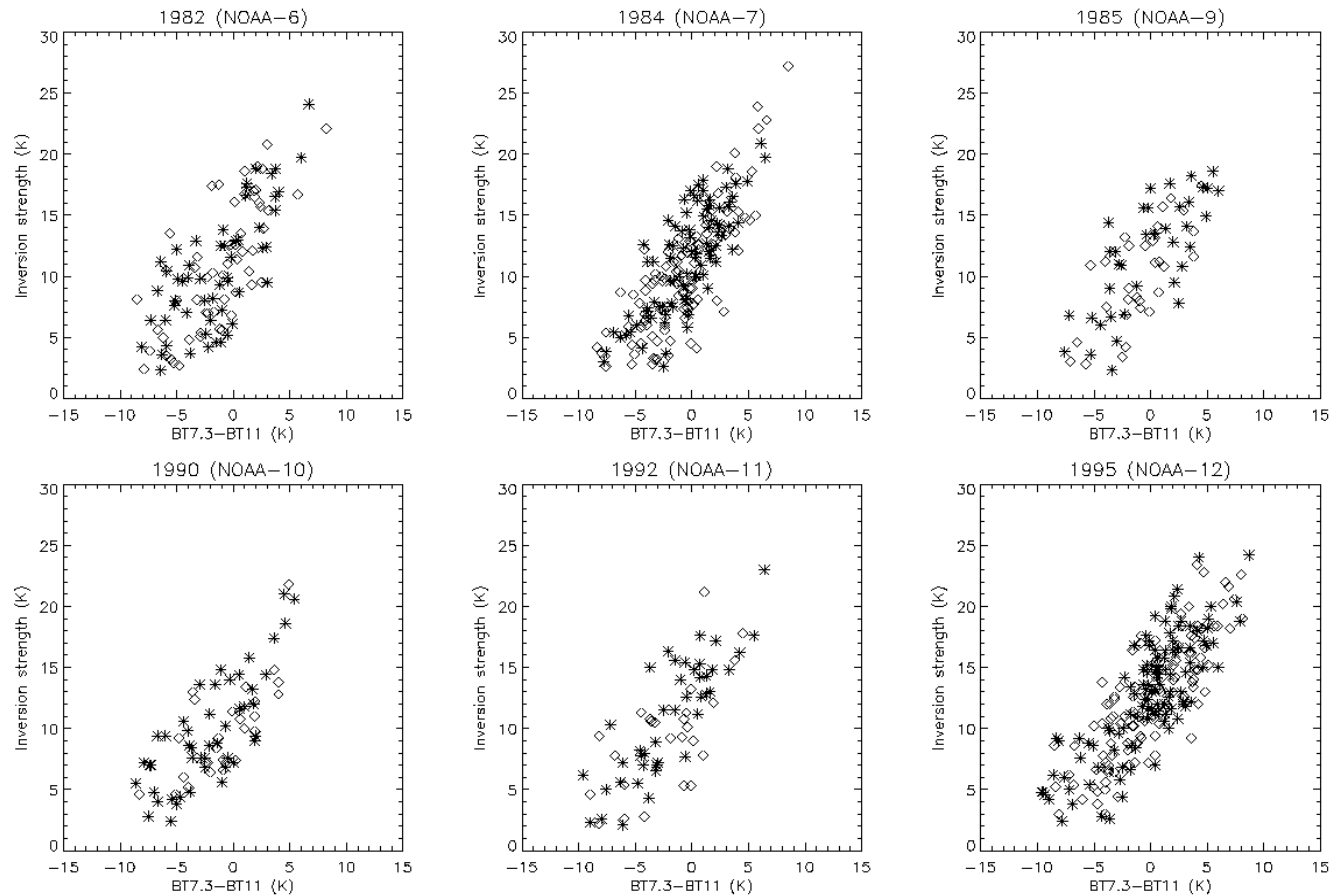 1982 (NOAA-6)
30
25
20
15
10
5
0
Inversion strength (K)
-15 -10 -5 0 5 10 15
BT7.3-BT11 (K)
1984 (NOAA-7)
30
25
20
15
10
5
0
Inversion strength (K)
-15 -10 -5 0 5 10 15
BT7.3-BT11 (K)
1985 (NOAA-9)
30
25
20
15
10
5
0
Inversion strength (K)
-15 -10 -5 0 5 10 15
BT7.3-BT11 (K)
1990 (NOAA-10)
30
25
20
15
10
5
0
Inversion strength (K)
-15 -10 -5 0 5 10 15
BT7.3-BT11 (K)
1992 (NOAA-11)
30
25
20
15
10
5
0
Inversion strength (K)
-15 -10 -5 0 5 10 15
BT7.3-BT11 (K)
1995 (NOAA-12)
30
25
20
15
10
5
0
Inversion strength (K)
-15 -10 -5 0 5 10 15
BT7.3-BT11 (K)